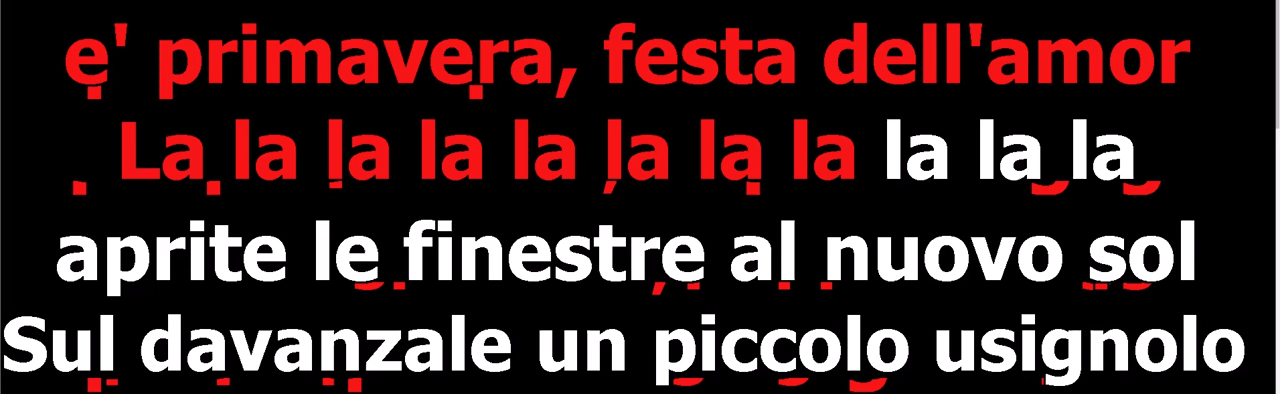 e' primavera, festa dell'amor
La la la la la la la la la la la
aprite le finestre al nuovo sol
Sul davanzale un piccolo usignolo